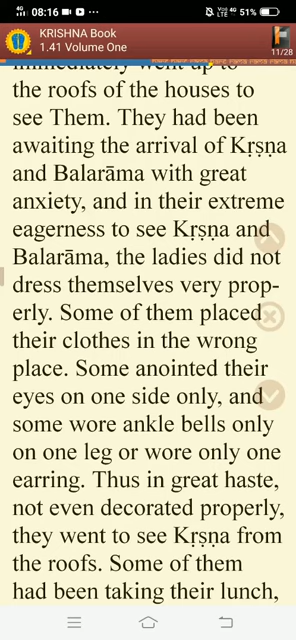 08:16
4G 51%
KRISHNA Book
1.41 Volume One
11/28
immediately went up to
the roofs of the houses to
see Them. They had been
awaiting the arrival of Kṛṣṇa
and Balarāma with great
anxiety, and in their extreme
eagerness to see Kṛṣṇa and
Balarāma, the ladies did not
dress themselves very prop-
erly. Some of them placed
their clothes in the wrong
place. Some anointed their
eyes on one side only, and
some wore ankle bells only
on one leg or wore only one
earring. Thus in great haste,
not even decorated properly,
they went to see Kṛṣṇa from
the roofs. Some of them
had been taking their lunch,